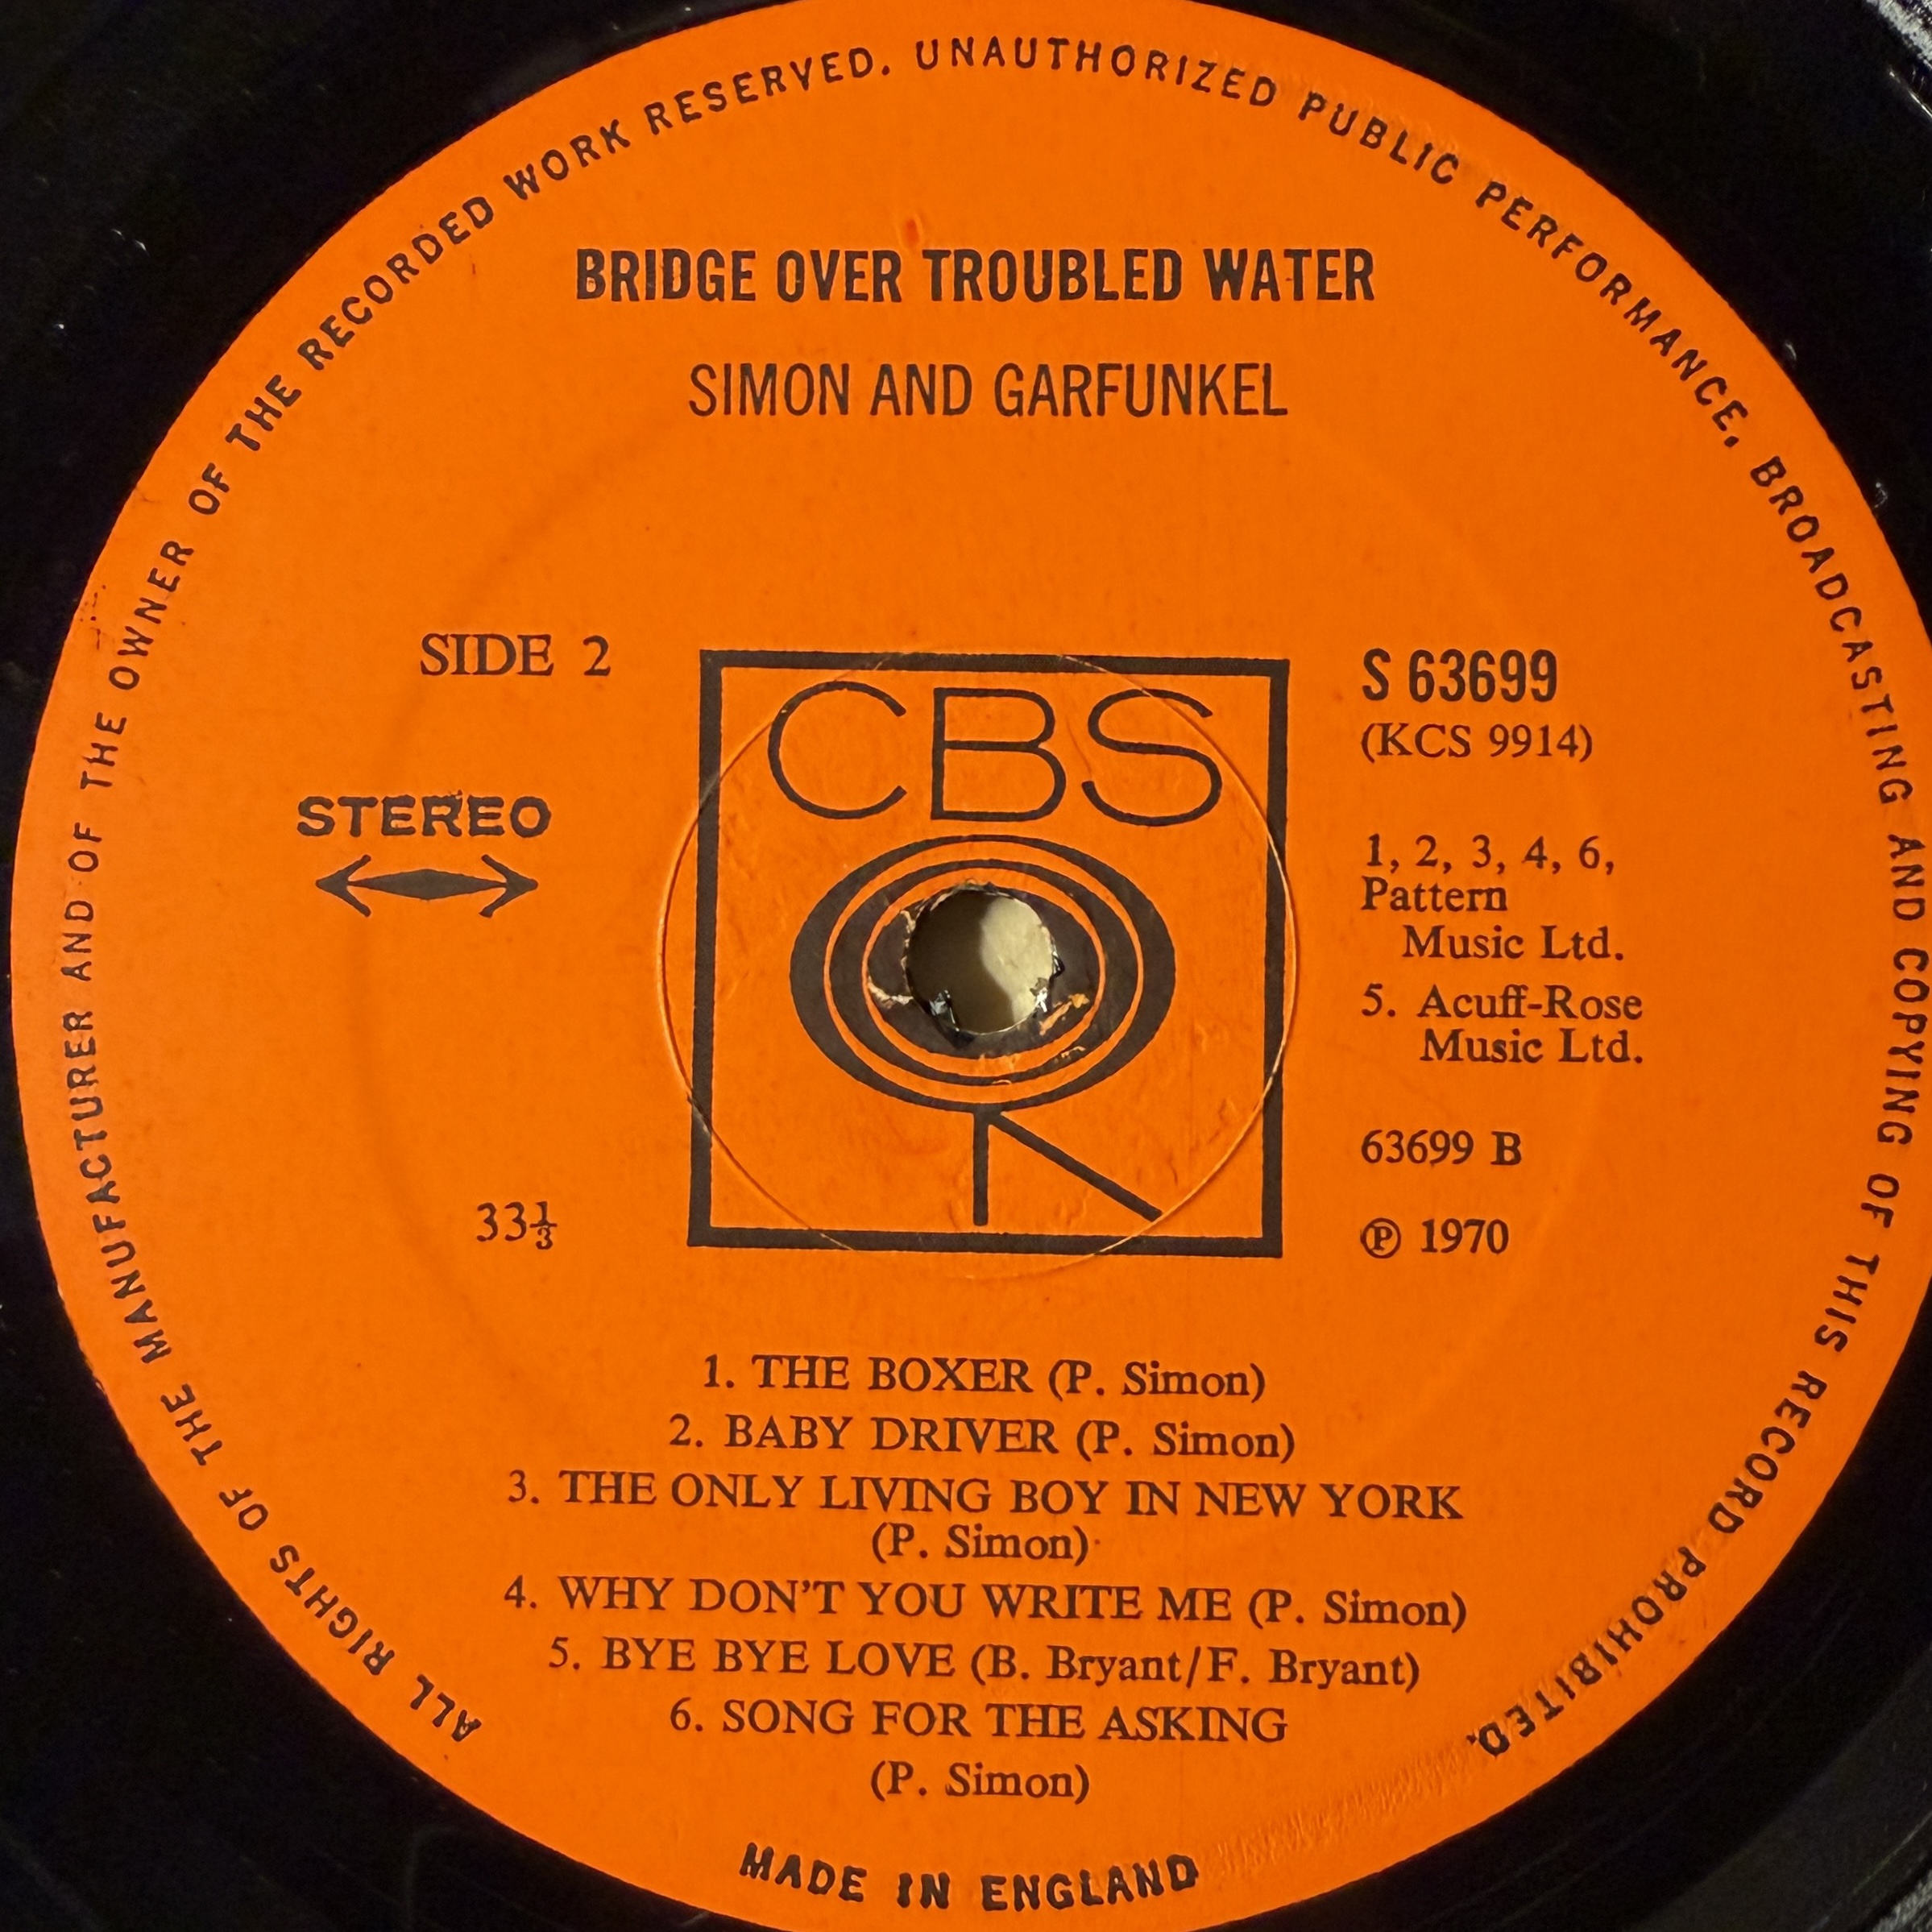 ALL RIGHTS OF THE MANUFACTURER AND OF THE OWNER OF THE RECORDED WORK RESERVED. UNAUTHORIZED PUBLIC PERFORMANCE, BROADCASTING AND COPYING OF THIS RECORD PROHIBITED.
BRIDGE OVER TROUBLED WATER
SIMON AND GARFUNKEL
SIDE 2
STEREO
33⅓
CBS
S 63699
(KCS 9914)
1, 2, 3, 4, 6,
Pattern
Music Ltd.
5. Acuff-Rose
Music Ltd.
63699 B
℗ 1970
1. THE BOXER (P. Simon)
2. BABY DRIVER (P. Simon)
3. THE ONLY LIVING BOY IN NEW YORK
(P. Simon)
4. WHY DON'T YOU WRITE ME (P. Simon)
5. BYE BYE LOVE (B. Bryant/F. Bryant)
6. SONG FOR THE ASKING
(P. Simon)
MADE IN ENGLAND